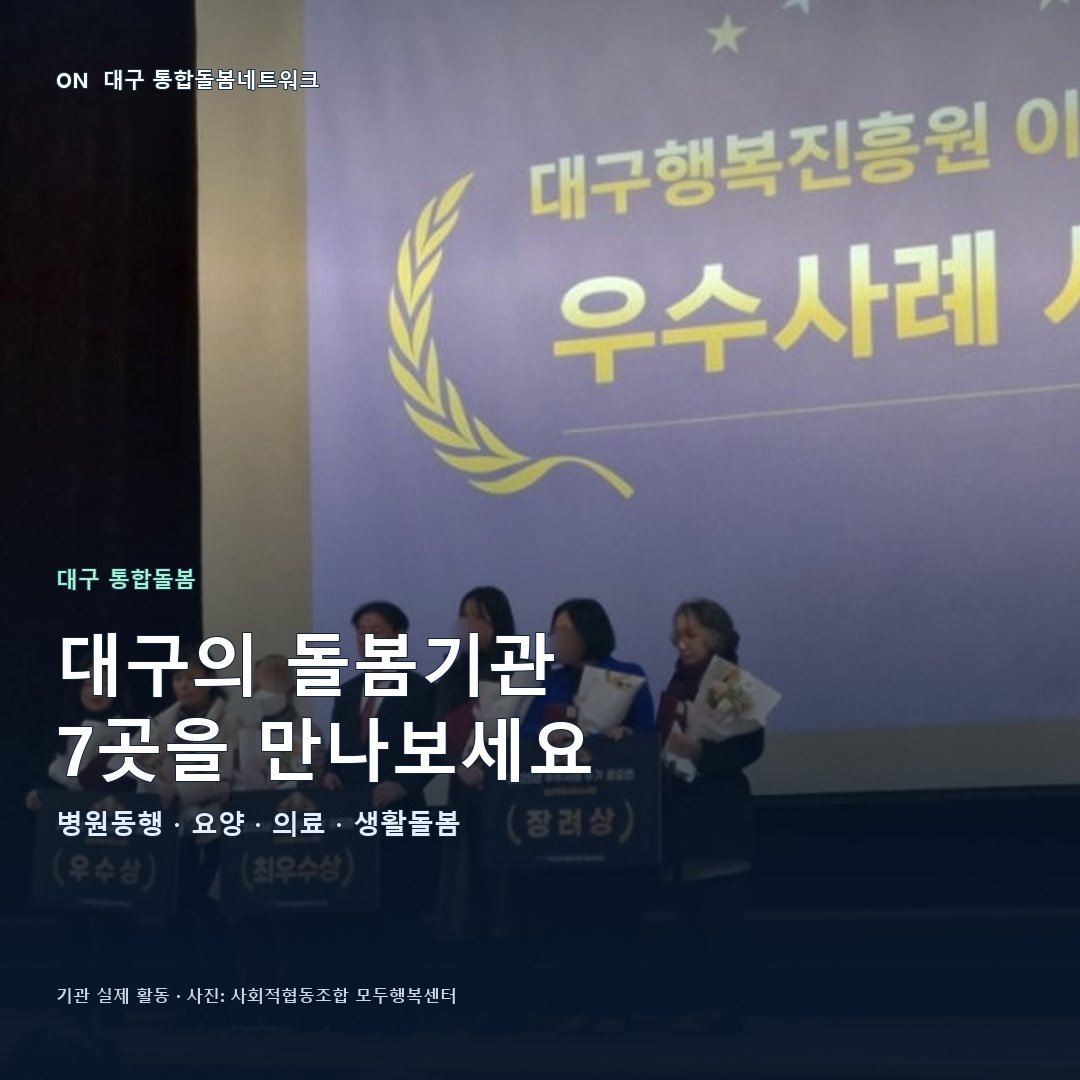 ON 대구 통합돌봄네트워크
대구행복진흥원 이
우수사례
대구 통합돌봄
대구의 돌봄기관
7곳을 만나보세요
병원동행 · 요양 · 의료 · 생활돌봄
(우수상)
(최우수상)
(장려상)
기관 실제 활동 · 사진: 사회적협동조합 모두행복센터